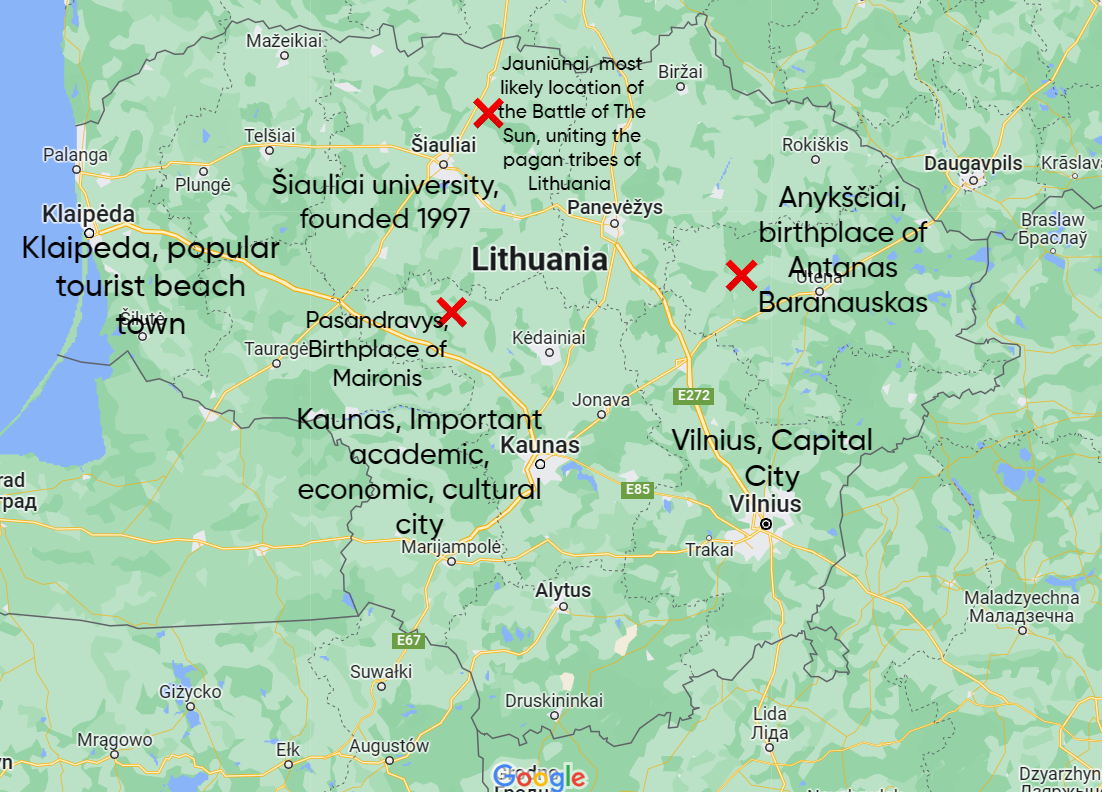 Mažeikiai
Jauniūnai, most
likely location of
the Battle of The
Sun, uniting the
pagan tribes of
Lithuania
Biržai
Telšiai
Šiauliai
Rokiškis
Daugavpils
Krāslava
Palanga
Plungė
Šiauliai university,
founded 1997
Panevėžys
Anykščiai,
birthplace of
Antanas
Baranauskas
Braslaw
Браслаў
Klaipėda
Klaipeda, popular
tourist beach
town
Lithuania
Utena
Šilutė
Pasandravys,
Birthplace of
Maironis
Kėdainiai
Tauragė
Jonava
E272
Kaunas, Important
academic,
economic, cultural
city
Kaunas
Vilnius, Capital
City
Vilnius
rad
град
E85
Marijampolė
Trakai
Alytus
Maladzyechna
Маладзечна
E67
Suwałki
Giżycko
Druskininkai
Lida
Ліда
Mrągowo
Ełk
Augustów
Google
Dzyarzhyn